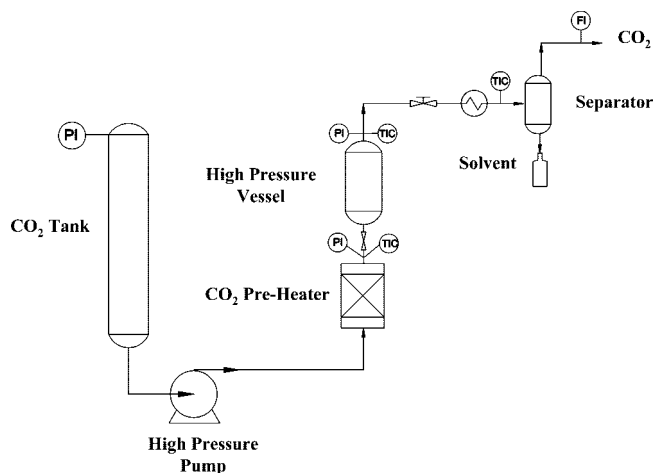 FI
CO₂
TIC
Separator
PI
PI
TIC
Solvent
High Pressure
Vessel
CO₂ Tank
PI
TIC
CO₂ Pre-Heater
High Pressure
Pump